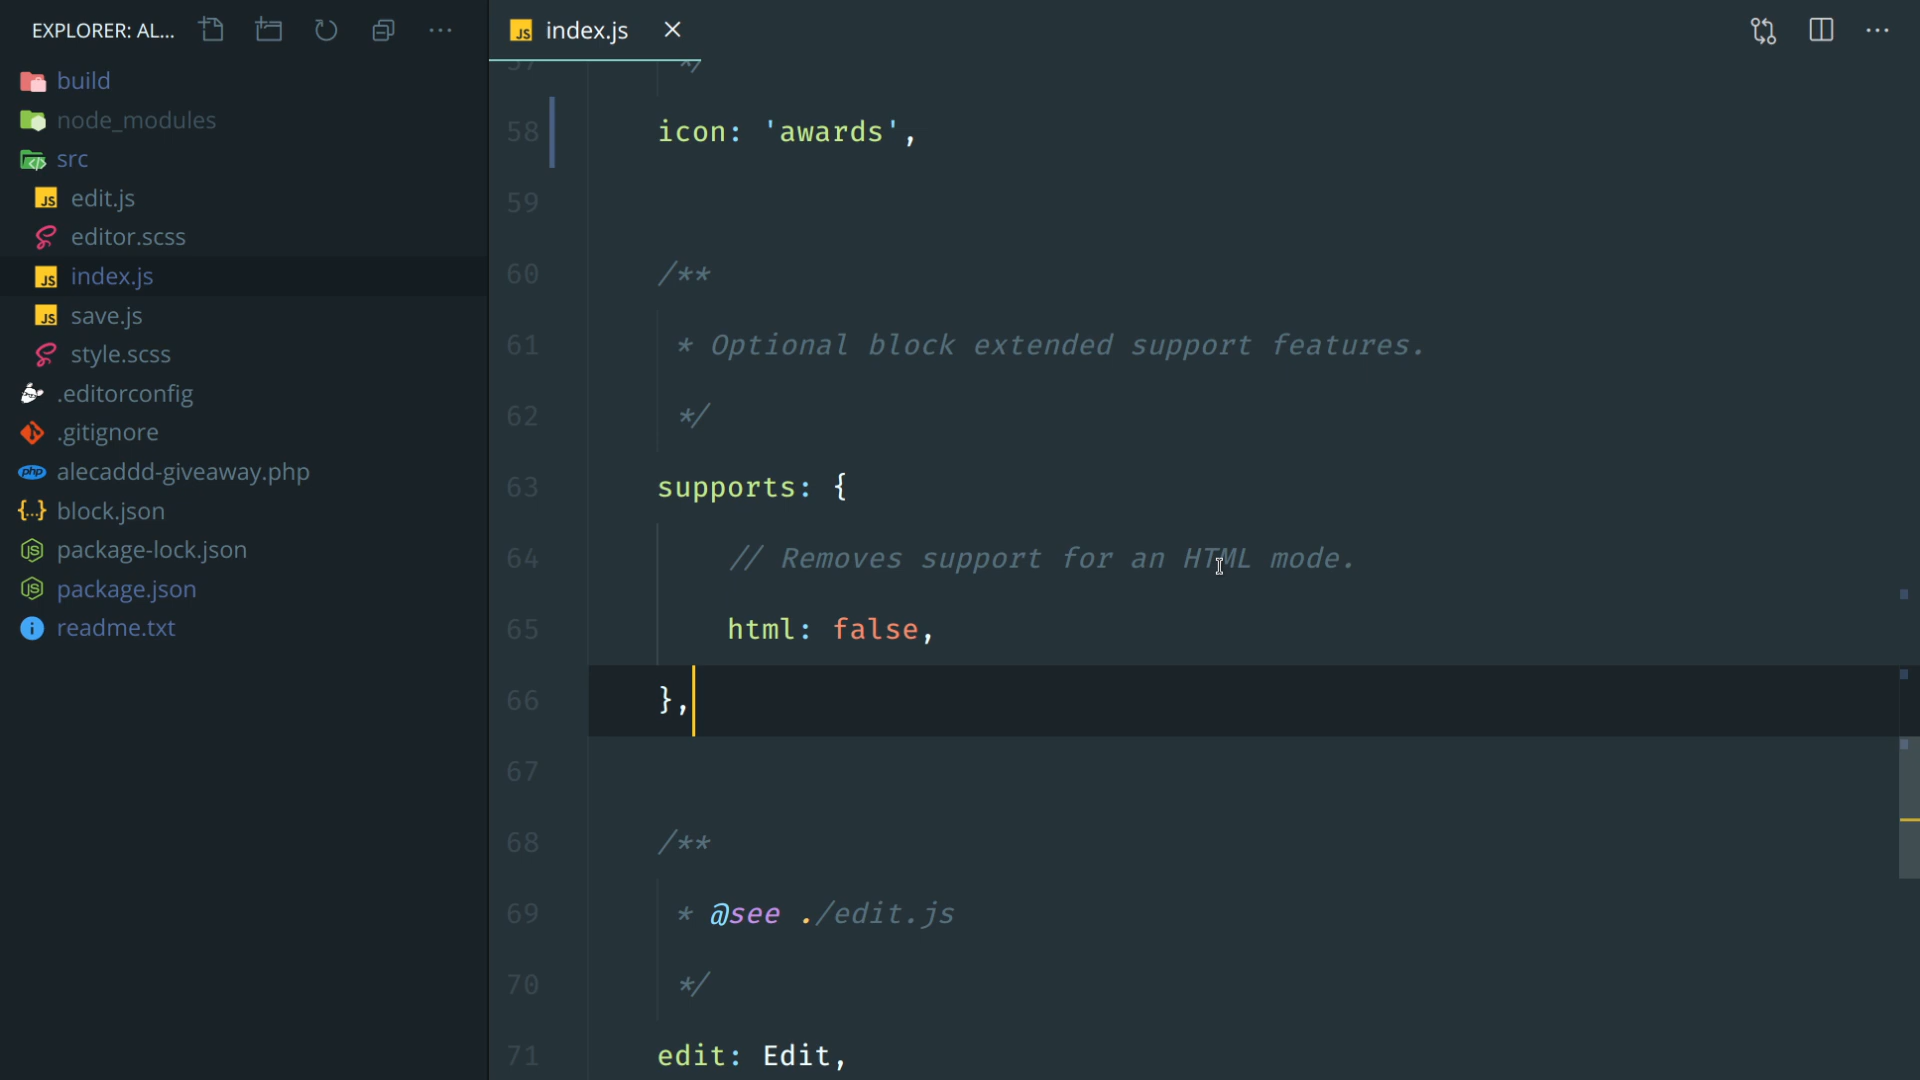 EXPLORER: AL...
build
node_modules
src
edit.js
editor.scss
index.js
save.js
style.scss
.editorconfig
.gitignore
alecaddd-giveaway.php
block.json
package-lock.json
package.json
readme.txt
index.js
57 */
58 icon: 'awards',
59
60 /**
61 * Optional block extended support features.
62 */
63 supports: {
64 // Removes support for an HTML mode.
65 html: false,
66 },
67
68 /**
69 * @see ./edit.js
70 */
71 edit: Edit,